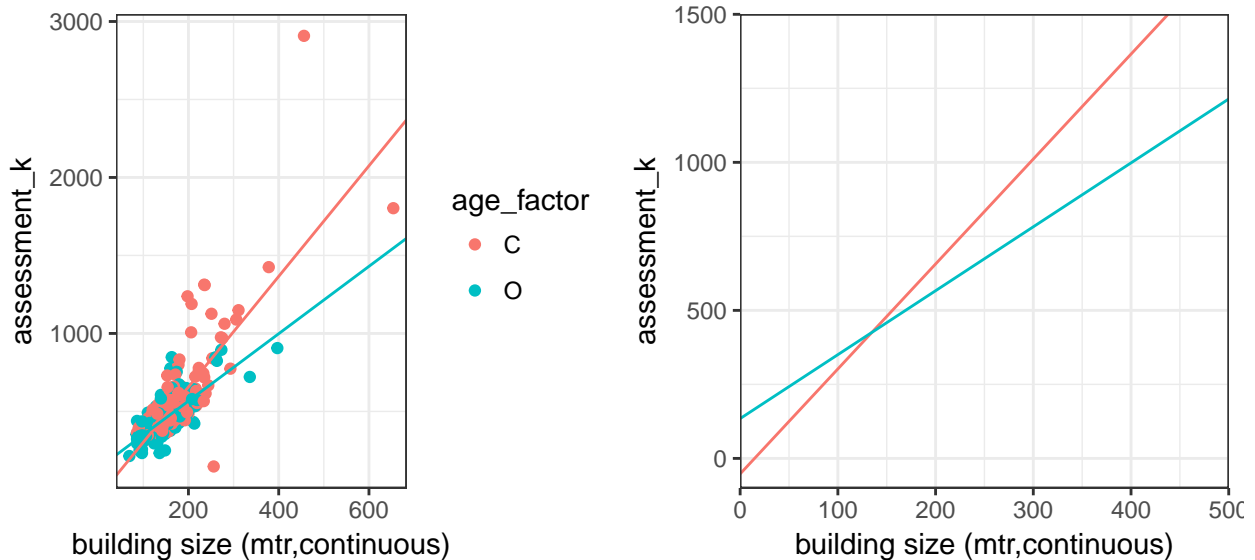 3000
2000
1000
assessment_k
200
400
600
building size (mtr,continuous)
age_factor
C
O
1500
1000
500
0
assessment_k
0
100
200
300
400
500
building size (mtr,continuous)